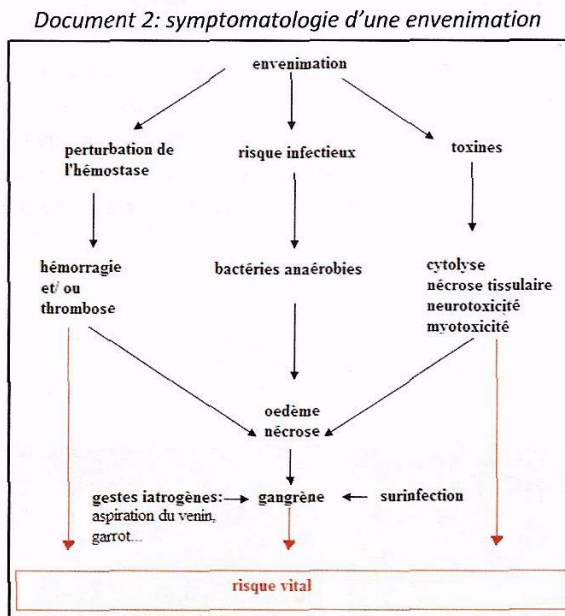 Document 2: symptomatologie d'une envenimation
envenimation
perturbation de
l'hémostase
risque infectieux
toxines
hémorragie
et/ ou
thrombose
bactéries anaêrobies
cytolyse
nécrose tissulaire
neurotoxicité
myotoxicité
oedème
nécrose
gestes iatrogènes:
aspiration du venin,
garrot...
gangrène
surinfection
risque vital